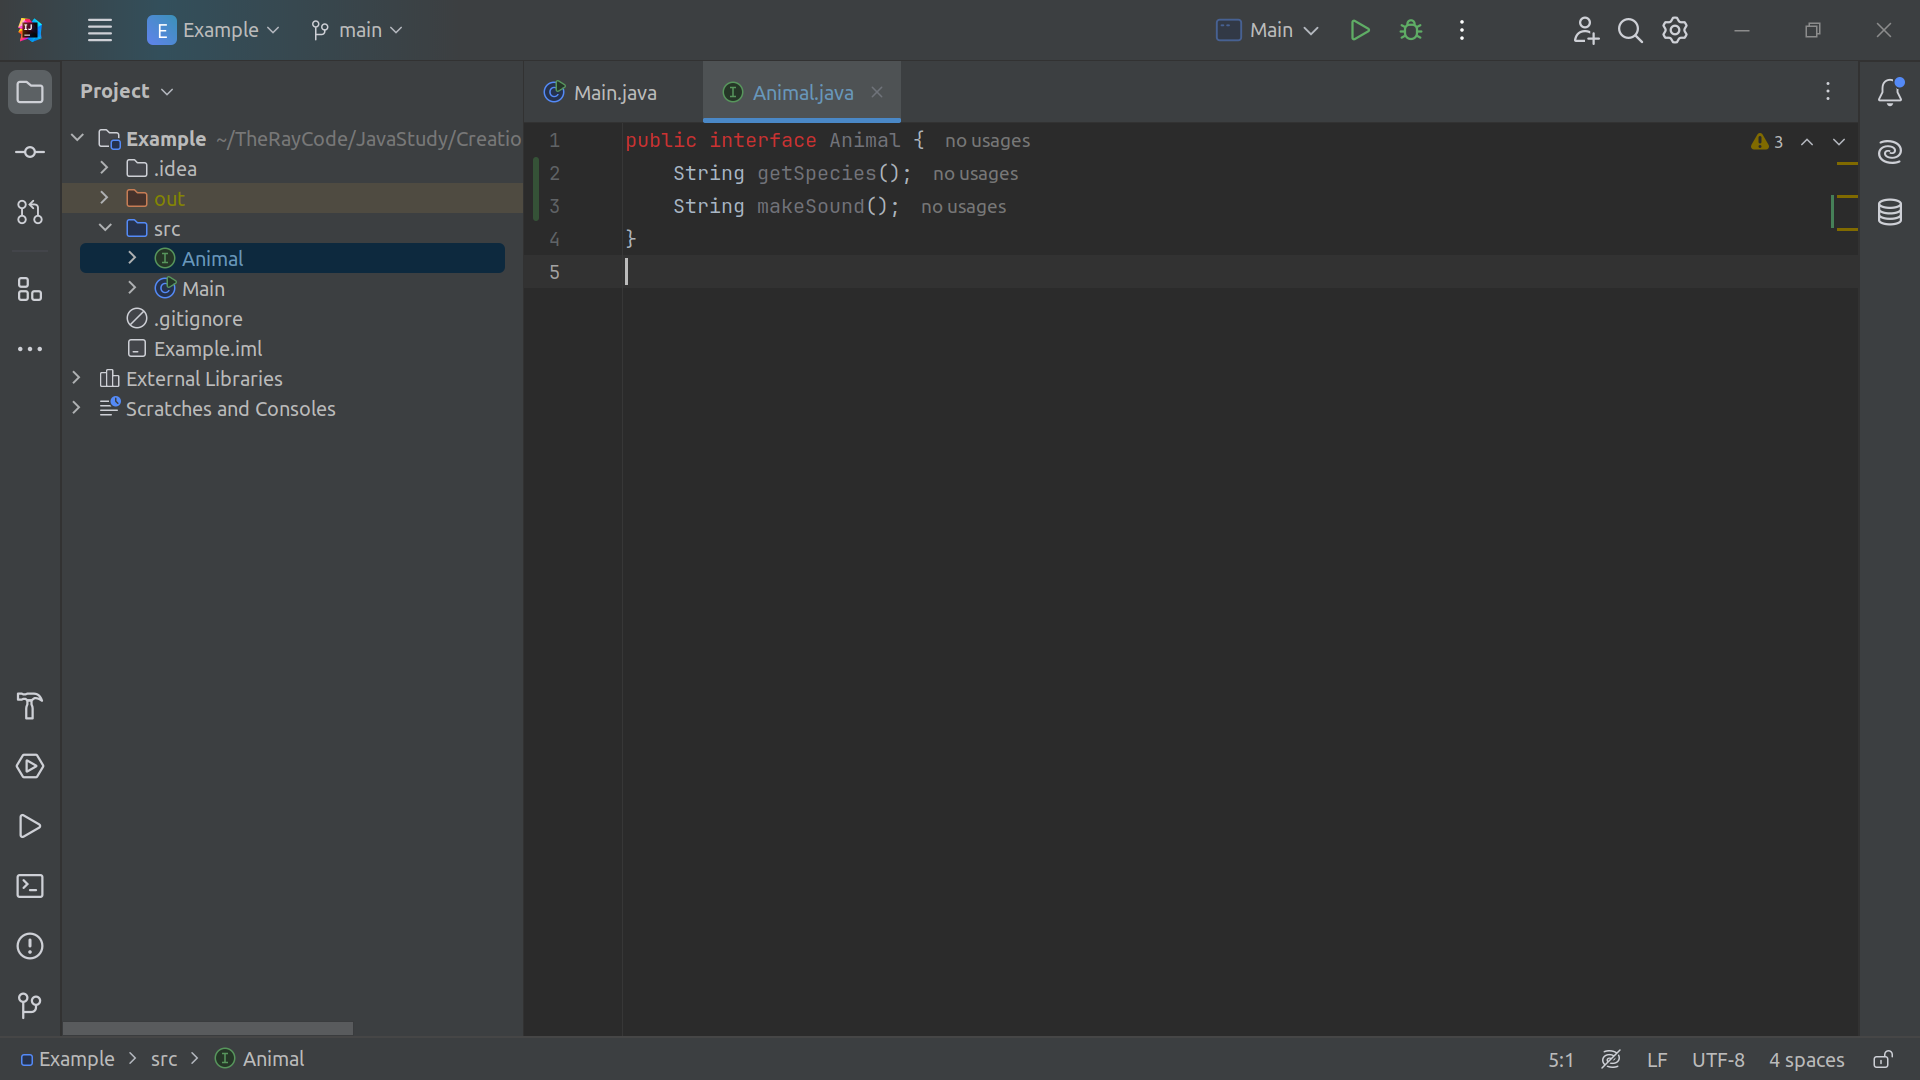 E Example main Main
Project
Main.java Animal.java
Example ~/TheRayCode/JavaStudy/Creatio
.idea
out
src
Animal
Main
.gitignore
Example.iml
External Libraries
Scratches and Consoles
1 public interface Animal { no usages
2 String getSpecies(); no usages
3 String makeSound(); no usages
4 }
5
3
Example > src > Animal
5:1 LF UTF-8 4 spaces